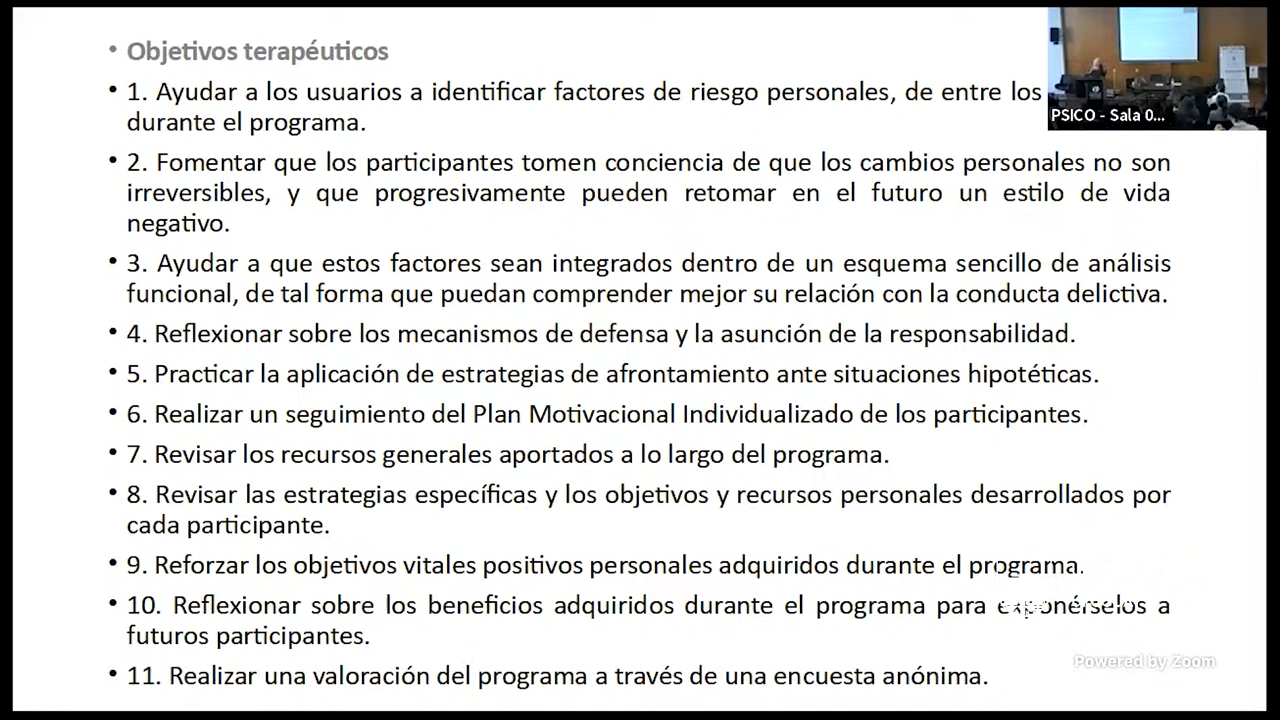 • Objetivos terapéuticos
• 1. Ayudar a los usuarios a identificar factores de riesgo personales, de entre los
durante el programa.
• 2. Fomentar que los participantes tomen conciencia de que los cambios personales no son
irreversibles, y que progresivamente pueden retomar en el futuro un estilo de vida
negativo.
• 3. Ayudar a que estos factores sean integrados dentro de un esquema sencillo de análisis
funcional, de tal forma que puedan comprender mejor su relación con la conducta delictiva.
• 4. Reflexionar sobre los mecanismos de defensa y la asunción de la responsabilidad.
• 5. Practicar la aplicación de estrategias de afrontamiento ante situaciones hipotéticas.
• 6. Realizar un seguimiento del Plan Motivacional Individualizado de los participantes.
• 7. Revisar los recursos generales aportados a lo largo del programa.
• 8. Revisar las estrategias específicas y los objetivos y recursos personales desarrollados por
cada participante.
• 9. Reforzar los objetivos vitales positivos personales adquiridos durante el programa.
• 10. Reflexionar sobre los beneficios adquiridos durante el programa para exponérselos a
futuros participantes.
• 11. Realizar una valoración del programa a través de una encuesta anónima.
PSICO - Sala 0...
Powered by Zoom